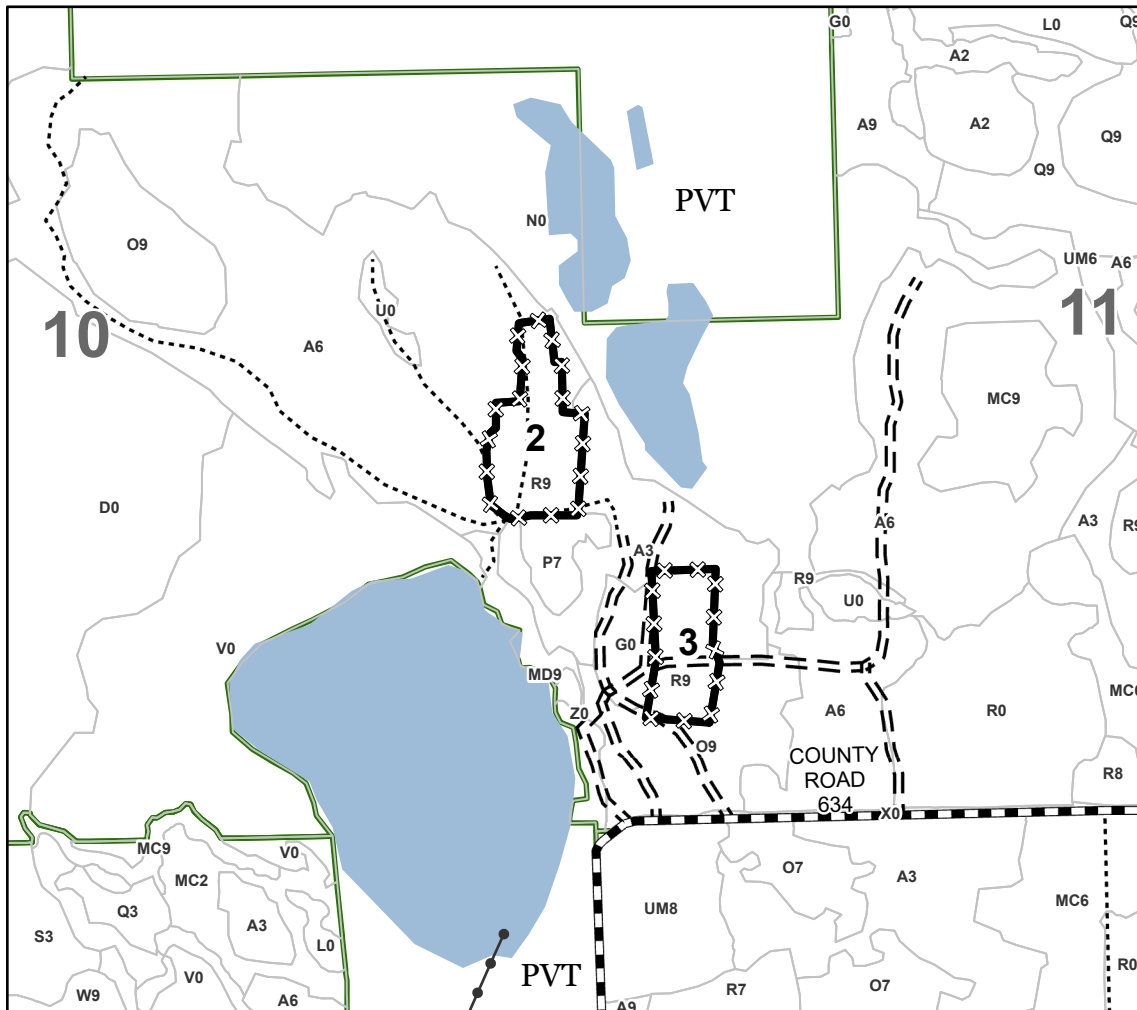 G0
L0
Q9
A2
A9
A2
Q9
Q9
PVT
N0
O9
UM6
A6
10
U0
11
A6
MC9
2
R9
D0
A6
A3
R9
A3
P7
R9
U0
V0
G0
3
MD9
R9
Z0
A6
R0
MC6
O9
COUNTY
ROAD
634
R8
X0
MC9
V0
MC2
O7
A3
Q3
A3
UM8
MC6
S3
L0
V0
PVT
R7
O7
R0
W9
A6
A9